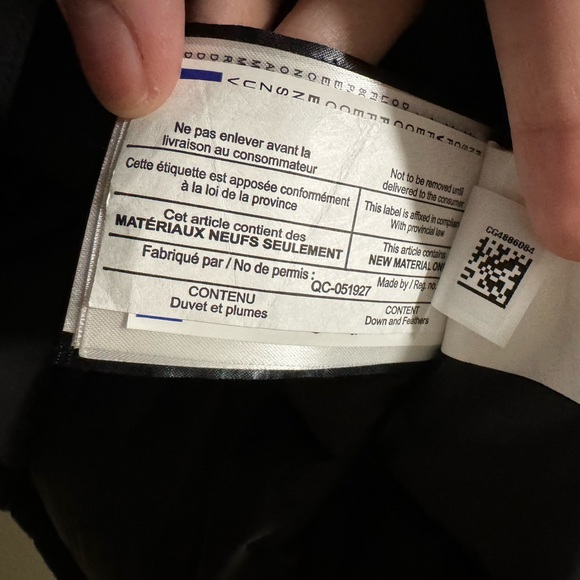 Ne pas enlever avant la
livraison au consommateur
Not to be removed until
delivered to the consumer
Cette étiquette est apposée conformément
à la loi de la province
This label is affixed in
With provincial law
Cet article contient des
MATÉRIAUX NEUFS SEULEMENT
This article contains
NEW MATERIAL
Fabriqué par / No de permis :
QC-051927
Made by / Reg. no.
CONTENU
Duvet et plumes
CONTENT
Down and Feathers
CG4886084